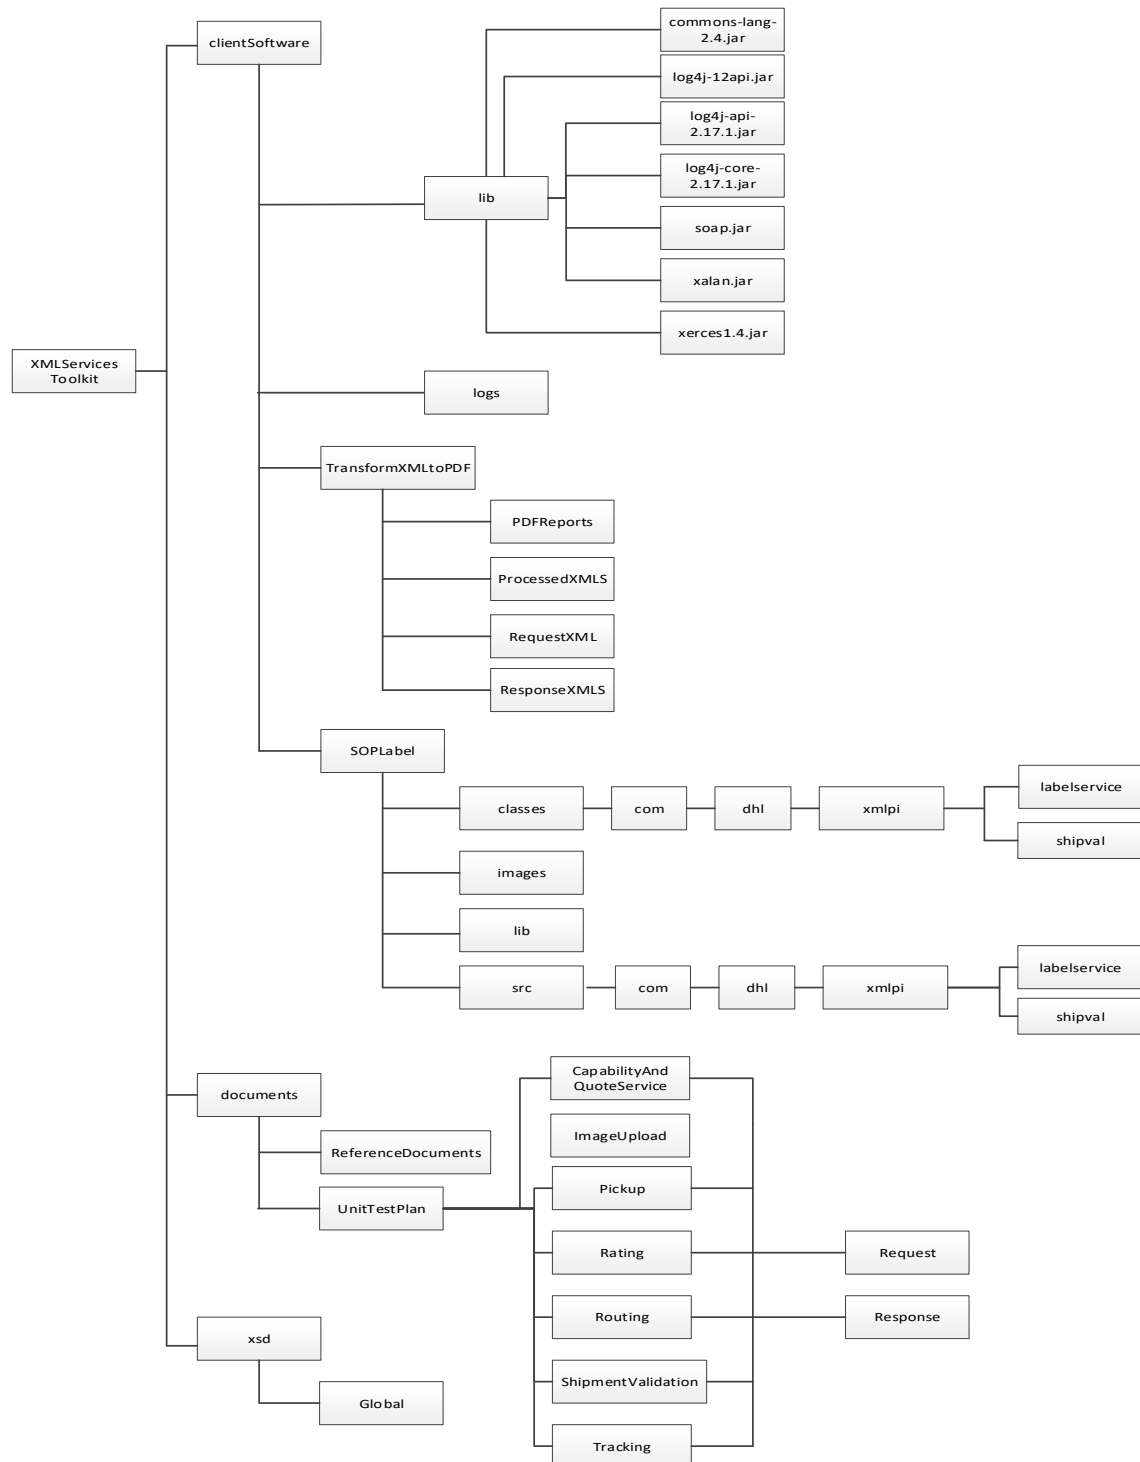 commons-lang-
2.4.jar
clientSoftware
log4j-12api.jar
log4j-api-
2.17.1.jar
log4j-core-
2.17.1.jar
lib
soap.jar
xalan.jar
xerces1.4.jar
XMLServices
Toolkit
logs
TransformXMLtoPDF
PDFReports
ProcessedXMLS
RequestXML
ResponseXMLS
SOPLabel
labelservice
classes
com
dhl
xmlpi
shipval
images
lib
labelservice
src
com
dhl
xmlpi
shipval
CapabilityAnd
QuoteService
documents
ImageUpload
ReferenceDocuments
Pickup
UnitTestPlan
Rating
Request
Routing
Response
xsd
ShipmentValidation
Global
Tracking